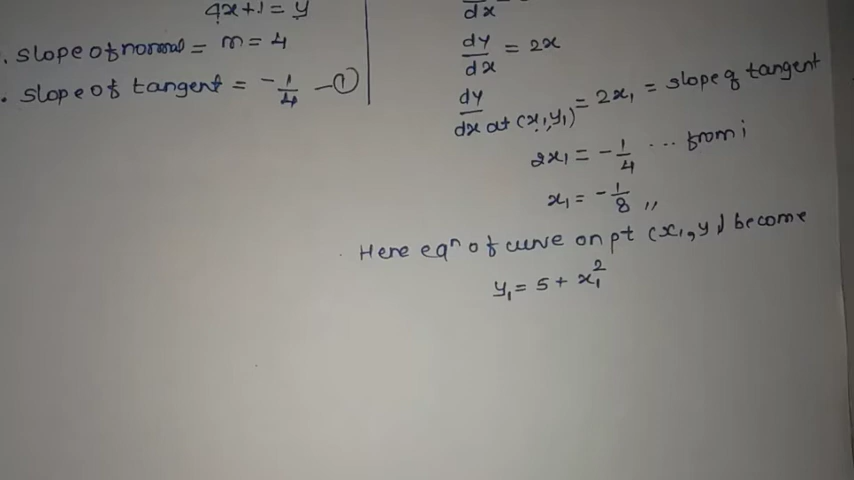 4x+1 = y
. slope of normal = m = 4
. slope of tangent = -1/4 - ①
dx
dy/dx = 2x
dy/dx at (x₁,y₁) = 2x₁ = slope of tangent
2x₁ = -1/4 ... from i
x₁ = -1/8 ,,
Here eqⁿ of curve on pt (x₁, y₁) become
y₁ = 5 + x₁²